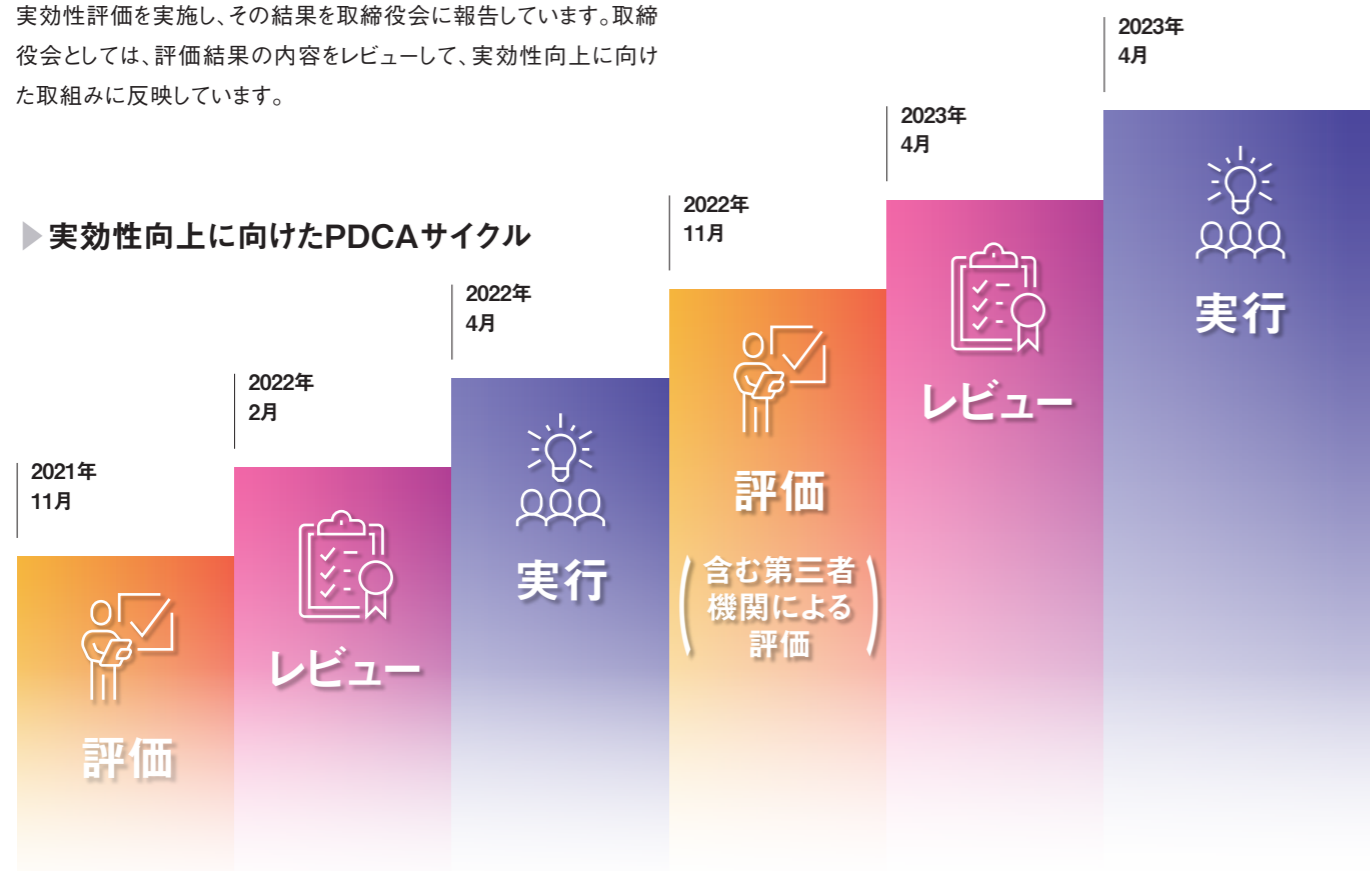 実効性評価を実施し、その結果を取締役会に報告しています。取締
役会としては、評価結果の内容をレビューして、実効性向上に向け
た取組みに反映しています。
実効性向上に向けたPDCAサイクル
2021年
11月
評価
2022年
2月
レビュー
2022年
4月
実行
2022年
11月
評価
(含む第三者
機関による
評価)
2023年
4月
レビュー
2023年
4月
実行